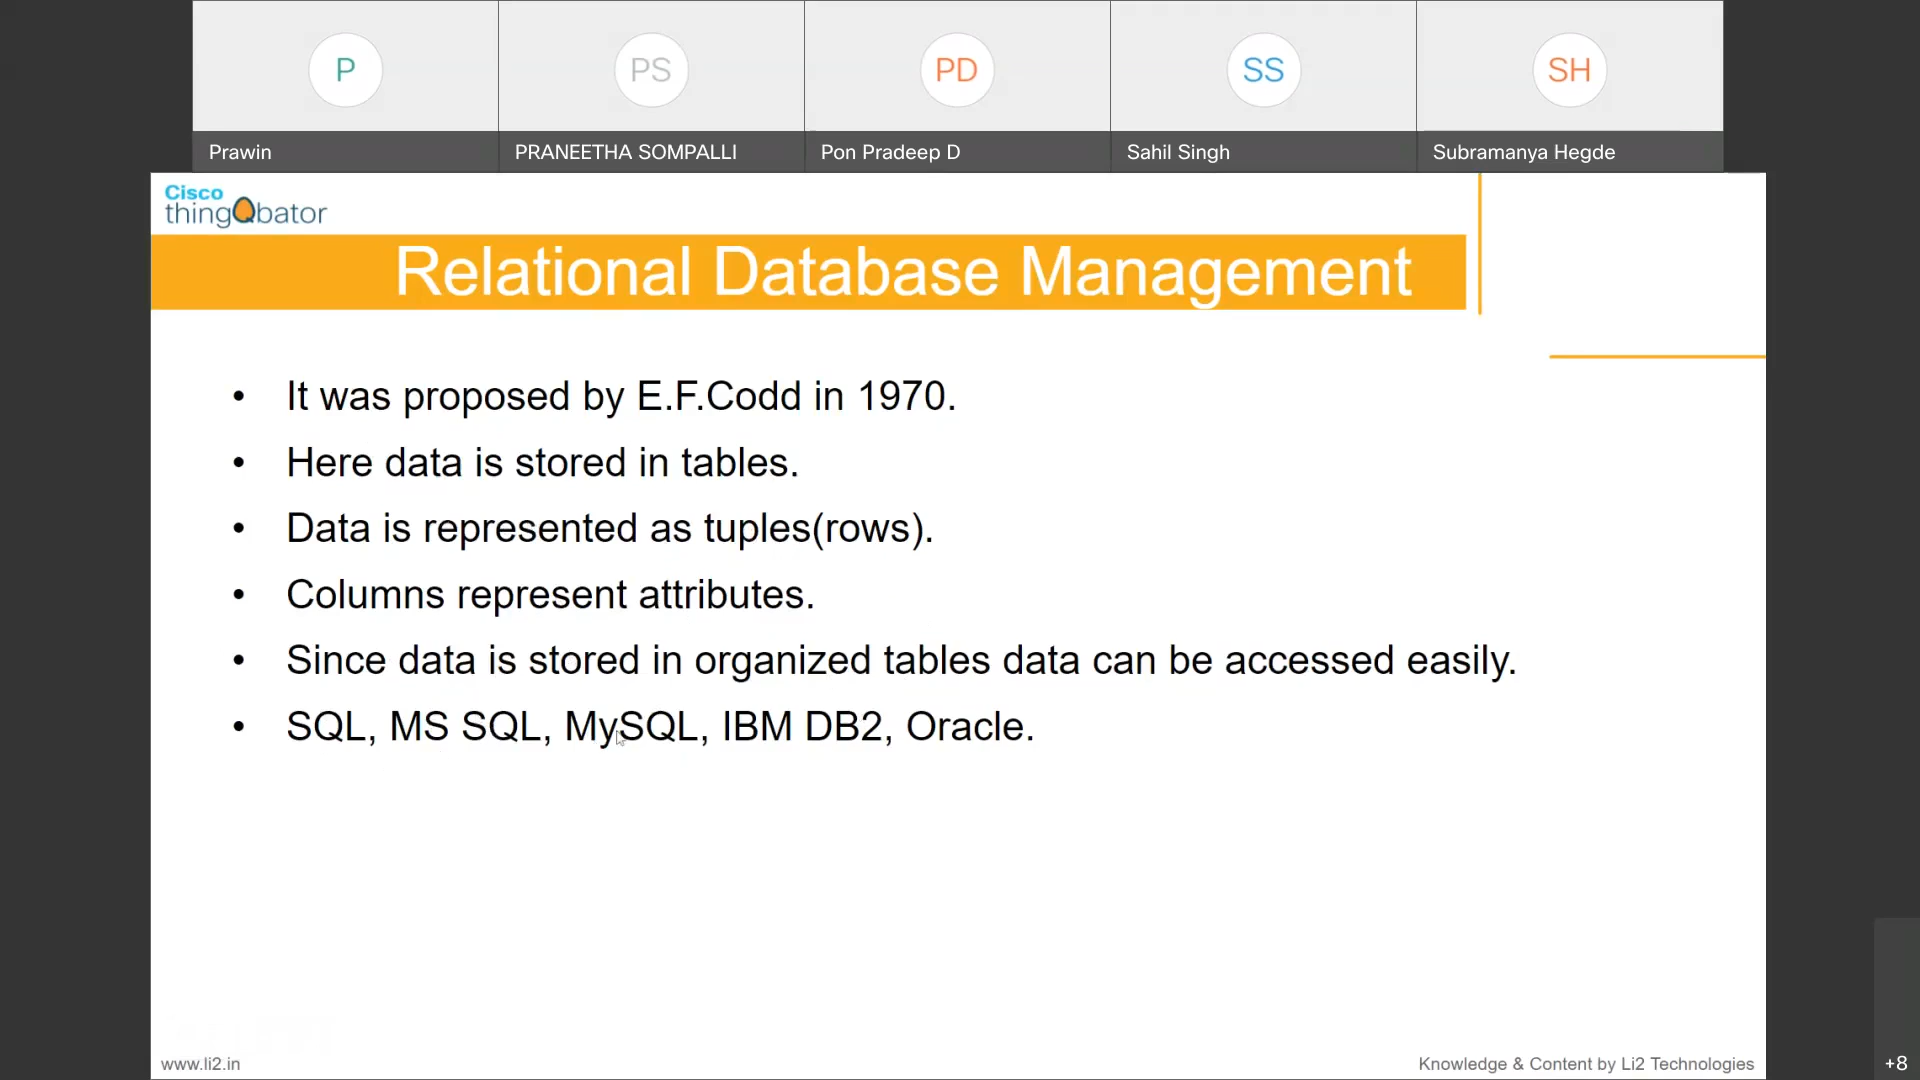 P
PS
PD
SS
SH
Prawin
PRANEETHA SOMPALLI
Pon Pradeep D
Sahil Singh
Subramanya Hegde
Cisco
thingQbator
Relational Database Management
• It was proposed by E.F.Codd in 1970.
• Here data is stored in tables.
• Data is represented as tuples(rows).
• Columns represent attributes.
• Since data is stored in organized tables data can be accessed easily.
• SQL, MS SQL, MySQL, IBM DB2, Oracle.
www.li2.in
Knowledge & Content by Li2 Technologies
+8